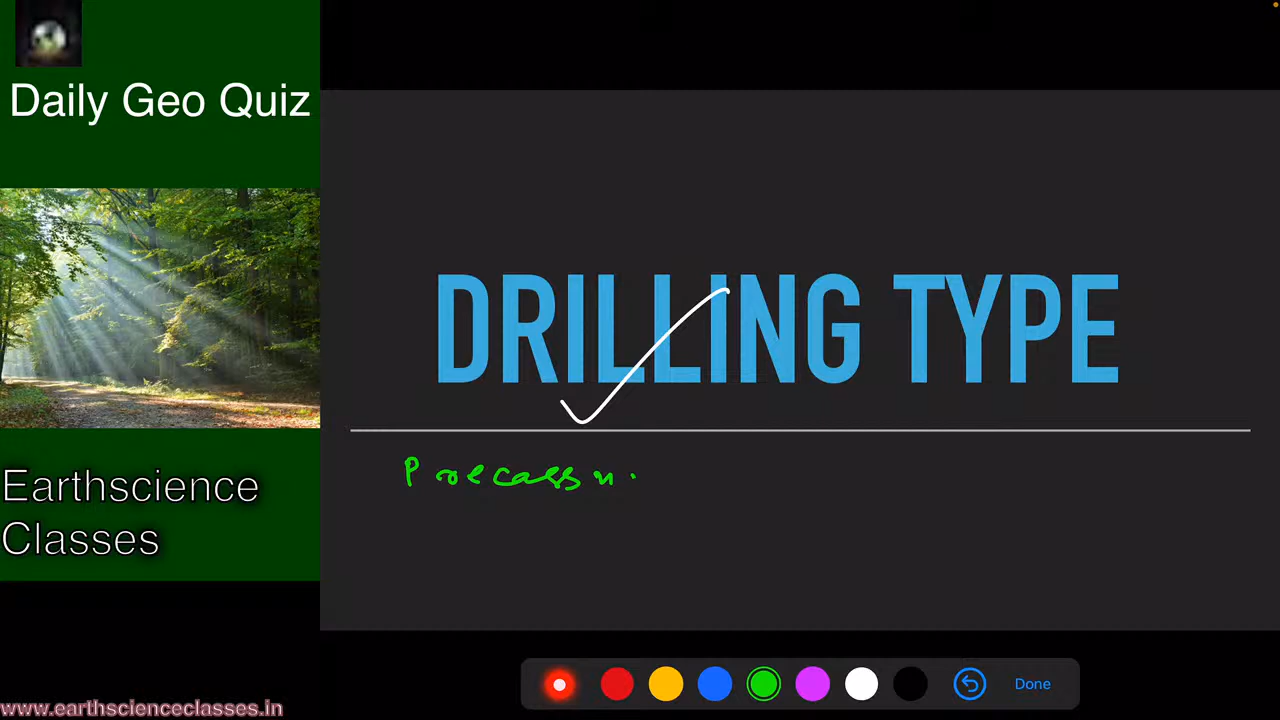 Daily Geo Quiz
DRILLING TYPE
Earthscience
Classes
Done
www.earthscienceclasses.in